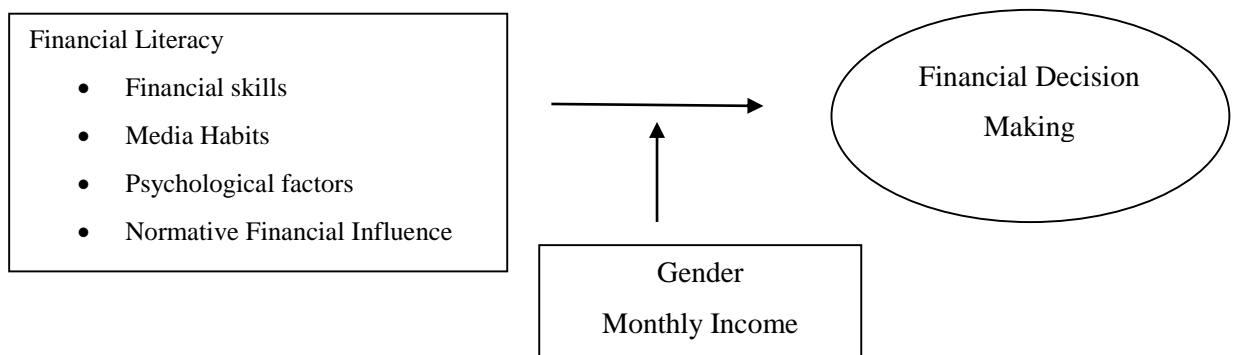 Financial Literacy
• Financial skills
• Media Habits
• Psychological factors
• Normative Financial Influence
Financial Decision
Making
Gender
Monthly Income